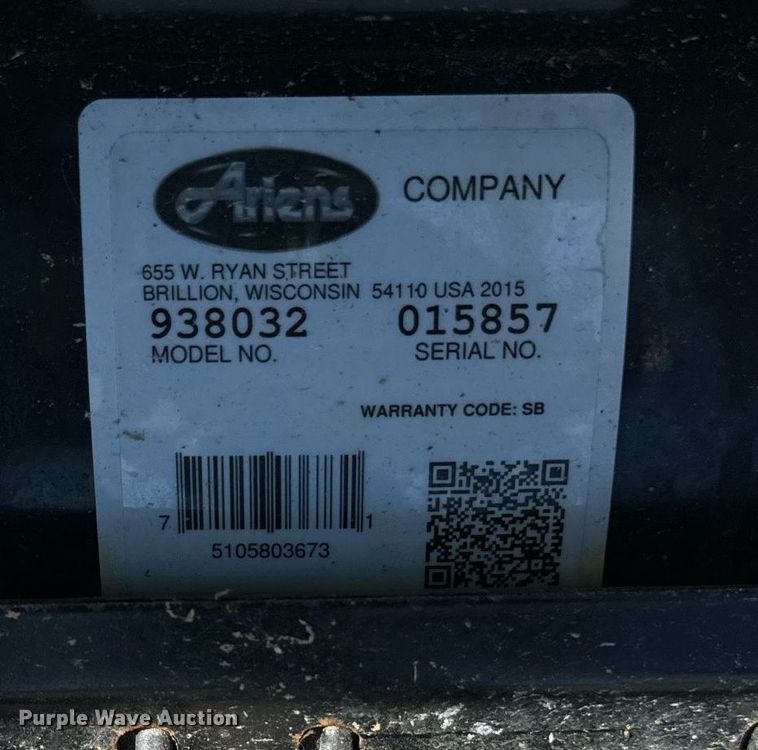 Ariens COMPANY
655 W. RYAN STREET
BRILLION, WISCONSIN 54110 USA 2015
938032 015857
MODEL NO. SERIAL NO.
WARRANTY CODE: SB
7 1
5105803673
Purple Wave Auction